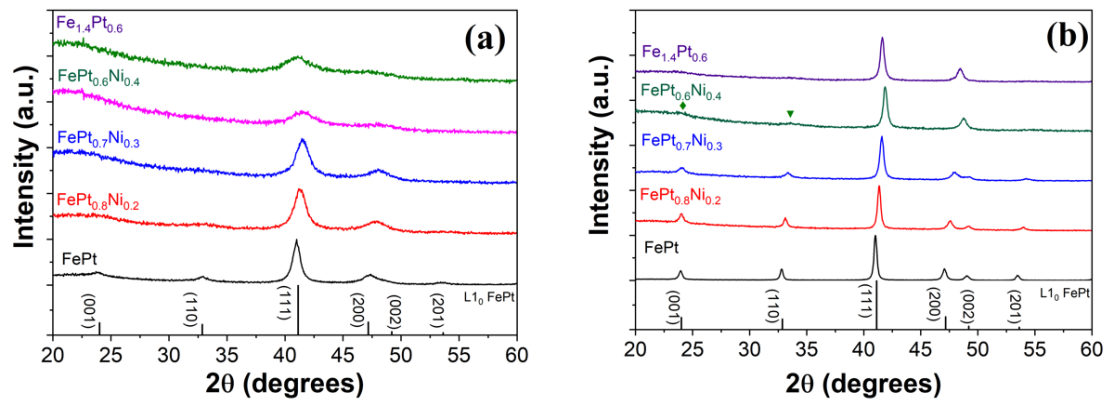 (a)
Intensity (a.u.)
Fe₁.₄Pt₀.₆
FePt₀.₆Ni₀.₄
FePt₀.₇Ni₀.₃
FePt₀.₈Ni₀.₂
FePt
L1₀ FePt
(001)
(110)
(111)
(200)
(002)
(201)
20 25 30 35 40 45 50 55 60
2θ (degrees)
(b)
Intensity (a.u.)
Fe₁.₄Pt₀.₆
FePt₀.₆Ni₀.₄
FePt₀.₇Ni₀.₃
FePt₀.₈Ni₀.₂
FePt
L1₀ FePt
(001)
(110)
(111)
(200)
(002)
(201)
20 25 30 35 40 45 50 55 60
2θ (degrees)